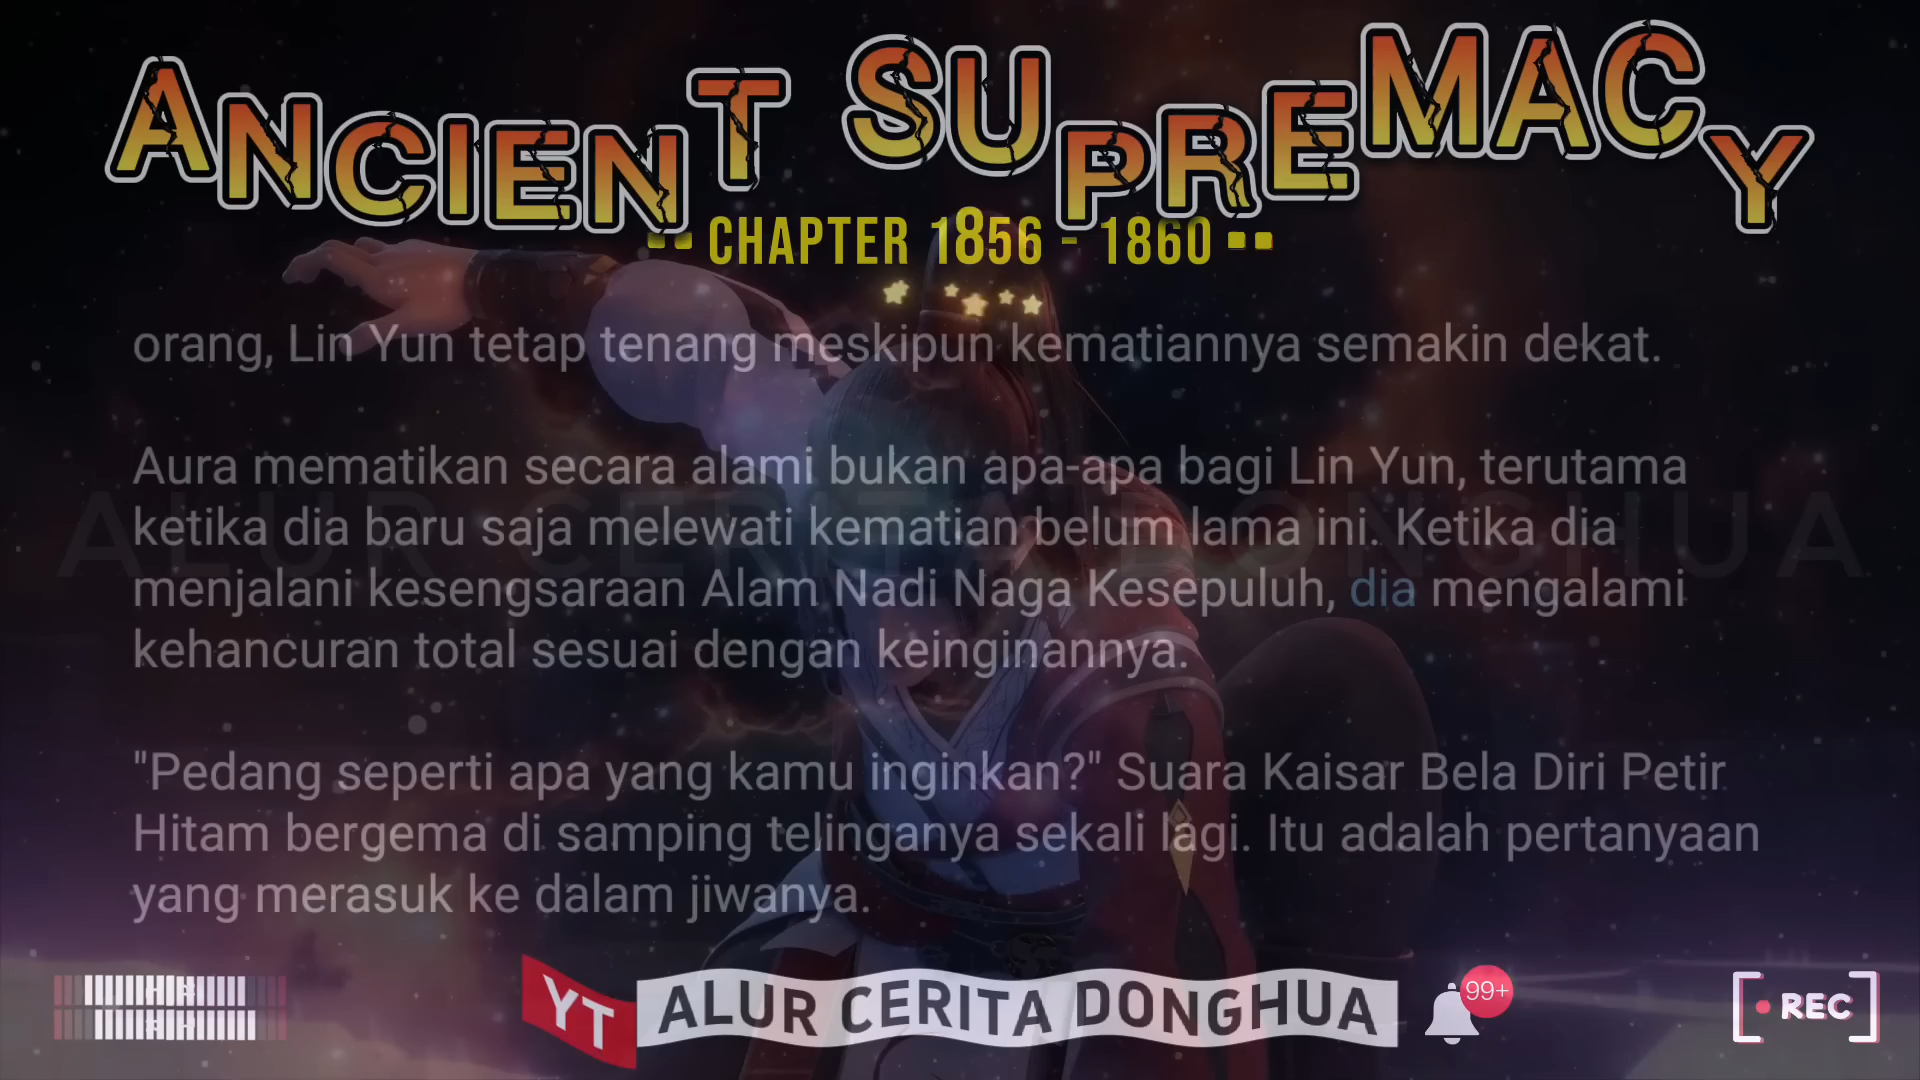 ANCIENT SUPREMACY
CHAPTER 1856 - 1860
orang, Lin Yun tetap tenang meskipun kematiannya semakin dekat.
Aura mematikan secara alami bukan apa-apa bagi Lin Yun, terutama
ketika dia baru saja melewati kematian belum lama ini. Ketika dia
menjalani kesengsaraan Alam Nadi Naga Kesepuluh, dia mengalami
kehancuran total sesuai dengan keinginannya.
"Pedang seperti apa yang kamu inginkan?" Suara Kaisar Bela Diri Petir
Hitam bergema di samping telinganya sekali lagi. Itu adalah pertanyaan
yang merasuk ke dalam jiwanya.
ALUR CERITA DONGHUA
YT ALUR CERITA DONGHUA
99+
REC